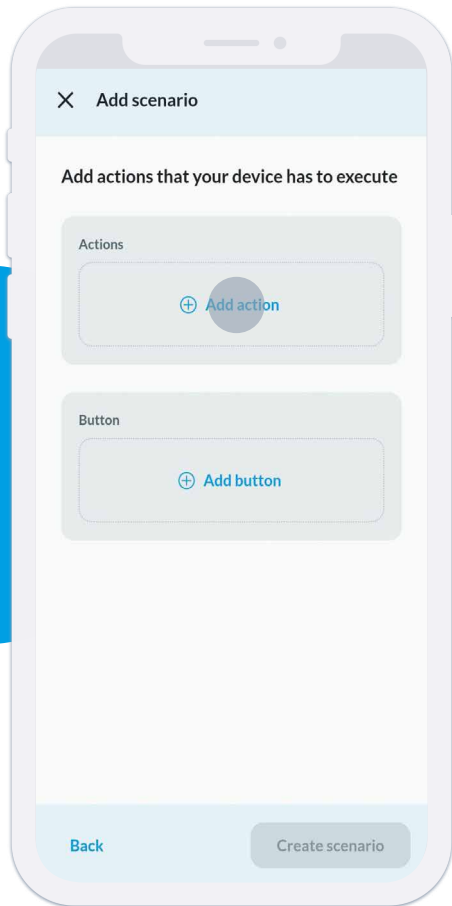 Add scenario
Add actions that your device has to execute
Actions
Add action
Button
Add button
Back
Create scenario